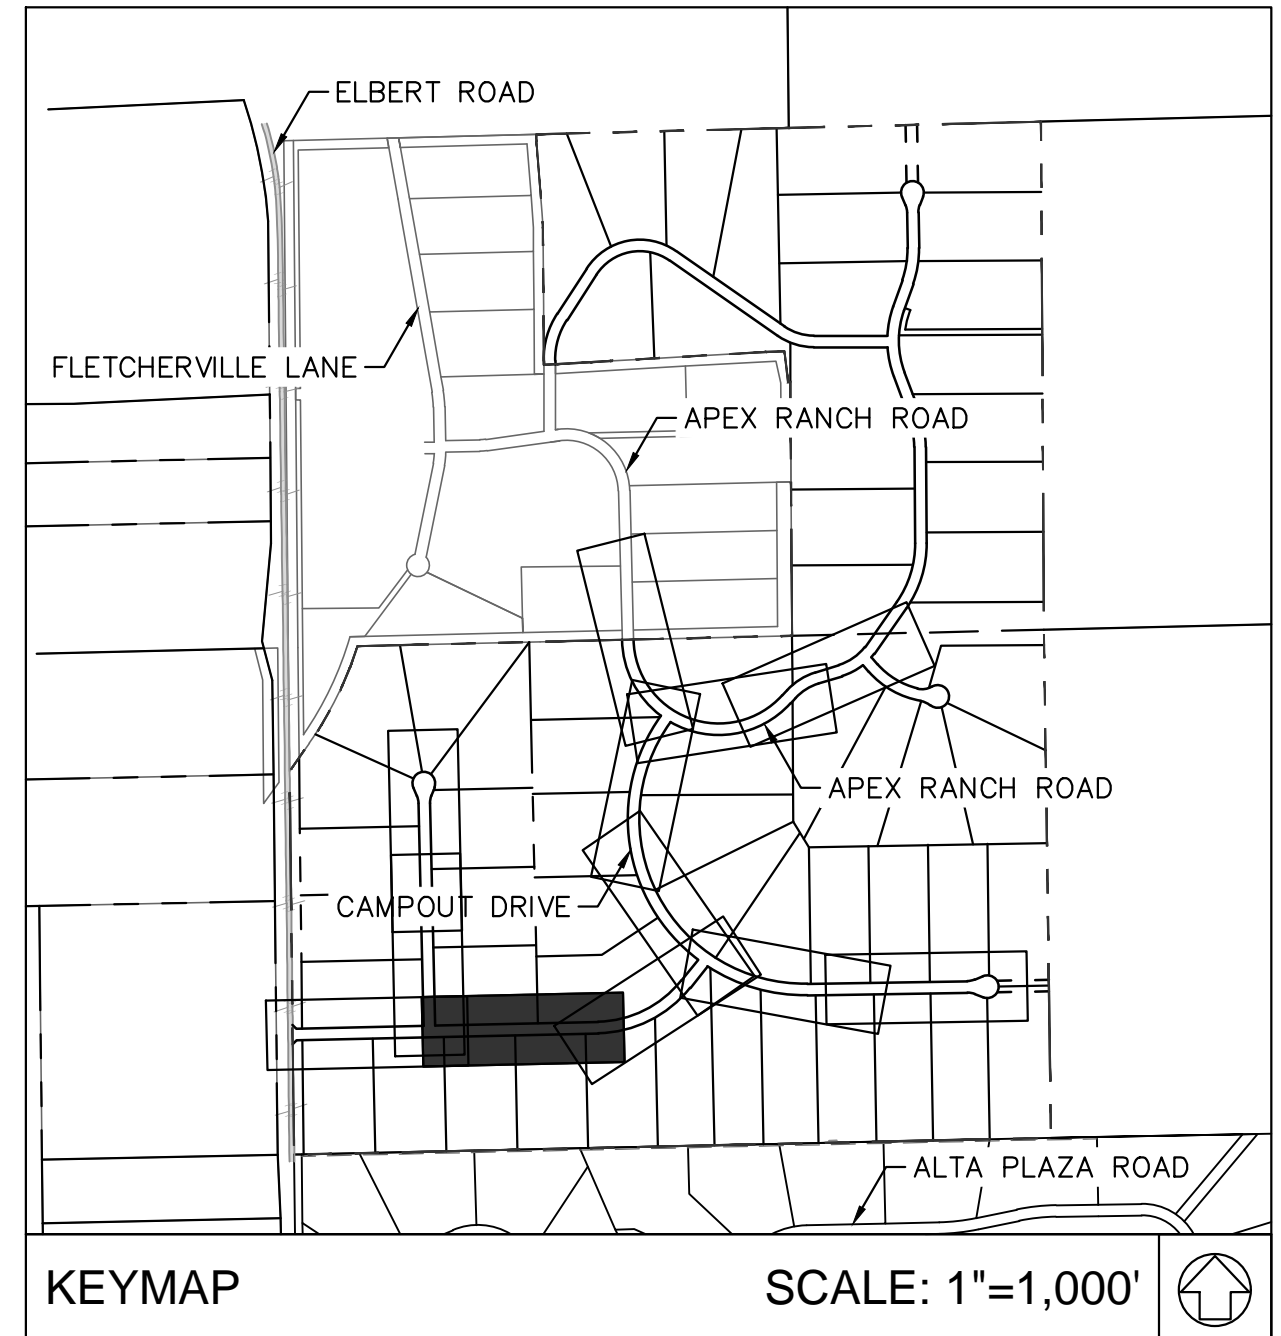 ELBERT ROAD
FLETCHERVILLE LANE
APEX RANCH ROAD
APEX RANCH ROAD
CAMPOUT DRIVE
ALTA PLAZA ROAD
KEYMAP
SCALE: 1"=1,000'